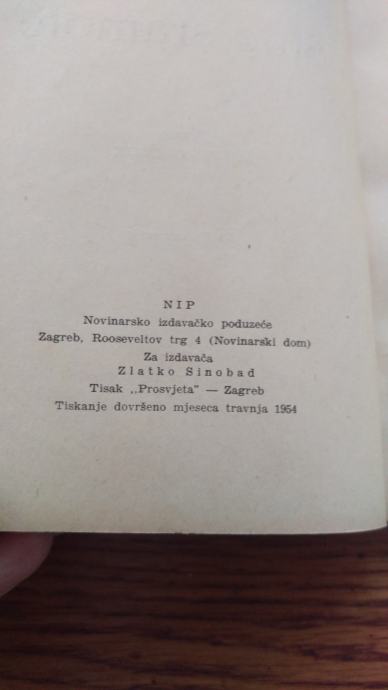 NIP
Novinarsko izdavačko poduzeće
Zagreb, Rooseveltov trg 4 (Novinarski dom)
Za izdavača
Zlatko Sinobad
Tisak ,,Prosvjeta" — Zagreb
Tiskanje dovršeno mjeseca travnja 1954